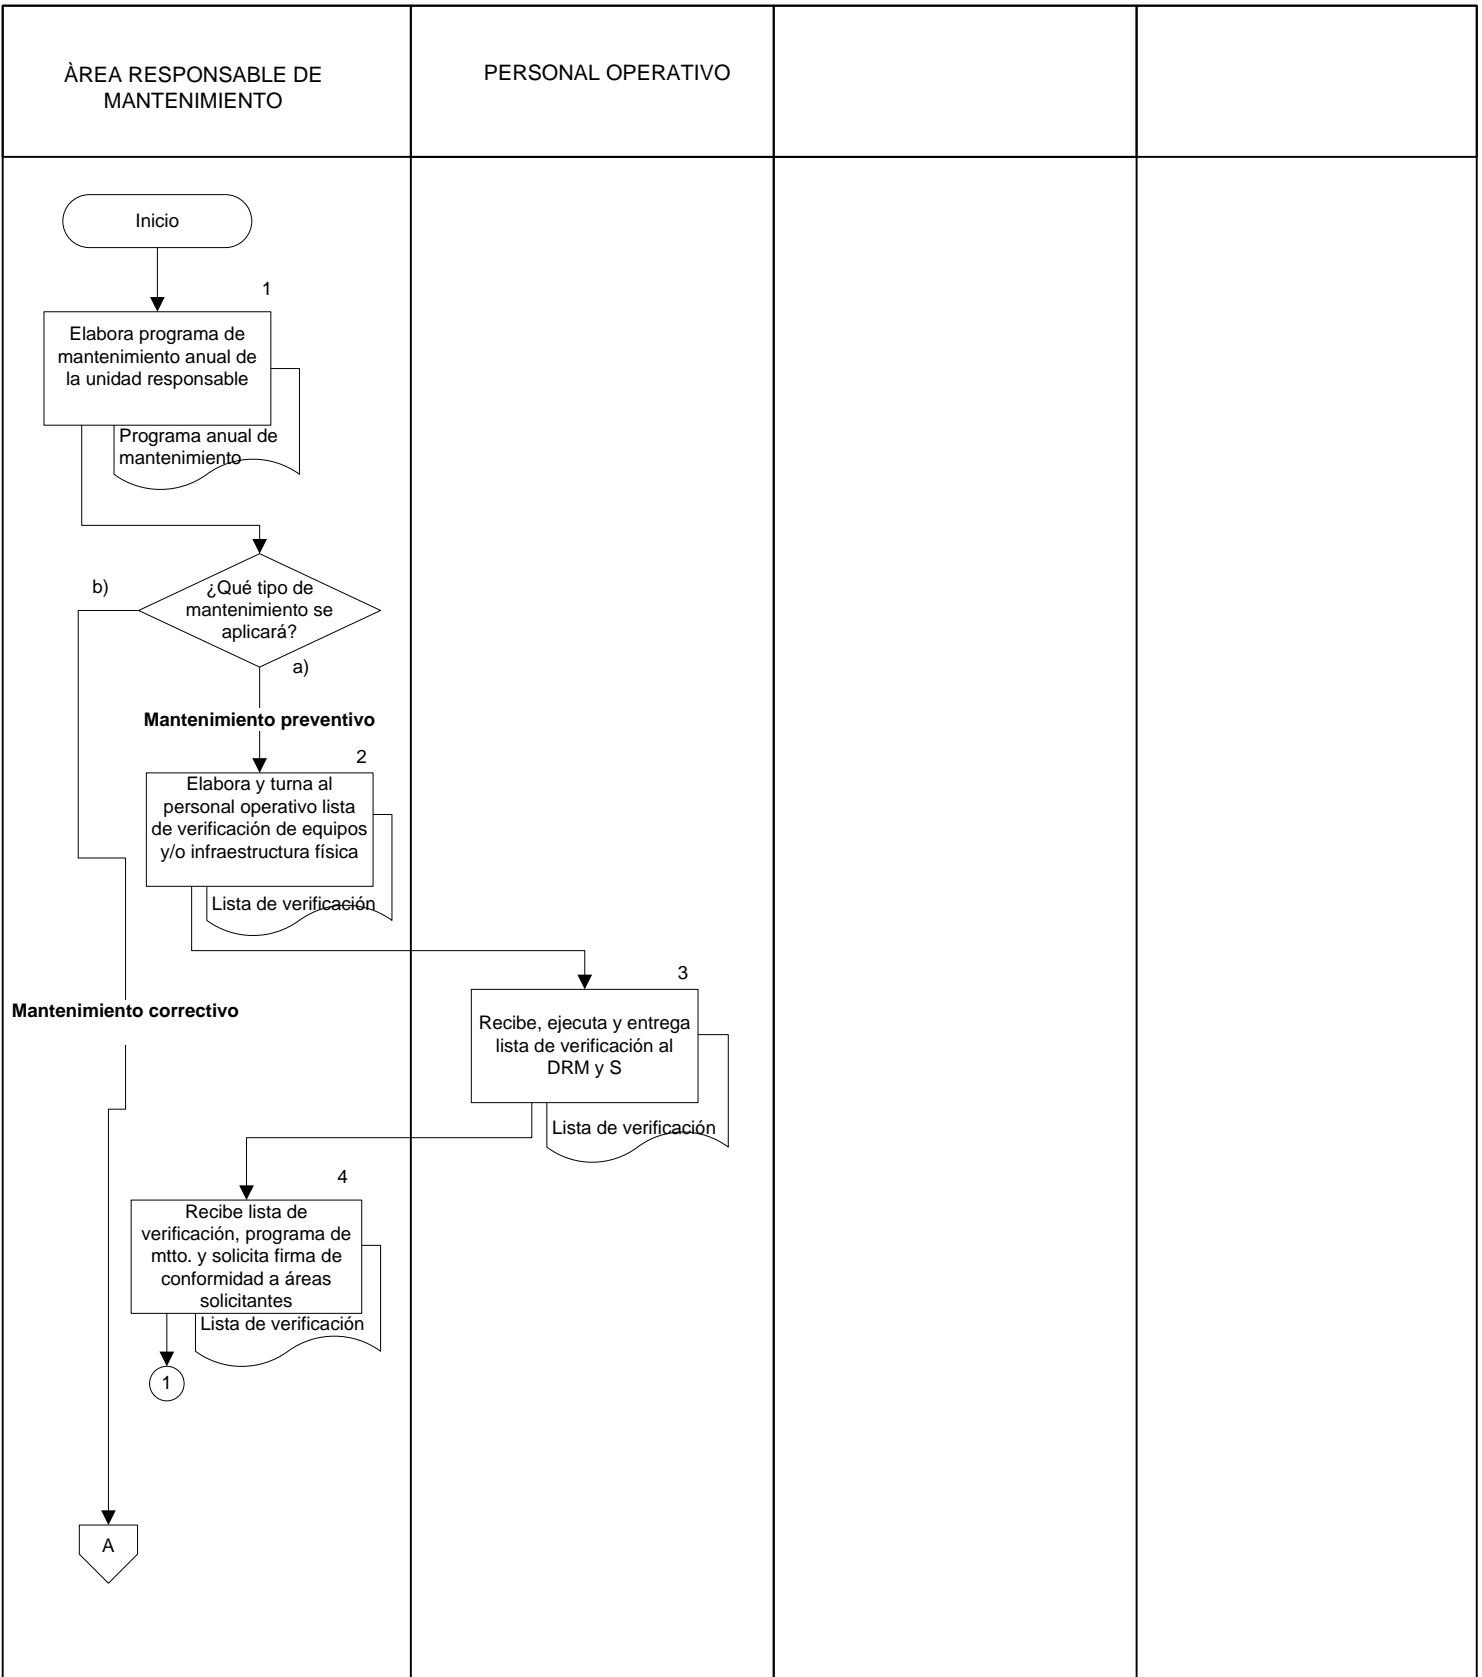 ÀREA RESPONSABLE DE
MANTENIMIENTO
PERSONAL OPERATIVO
Inicio
1
Elabora programa de
mantenimiento anual de
la unidad responsable
Programa anual de
mantenimiento
b)
¿Qué tipo de
mantenimiento se
aplicará?
a)
Mantenimiento preventivo
2
Elabora y turna al
personal operativo lista
de verificación de equipos
y/o infraestructura física
Lista de verificación
3
Mantenimiento correctivo
Recibe, ejecuta y entrega
lista de verificación al
DRM y S
Lista de verificación
4
Recibe lista de
verificación, programa de
mtto. y solicita firma de
conformidad a áreas
solicitantes
Lista de verificación
1
A